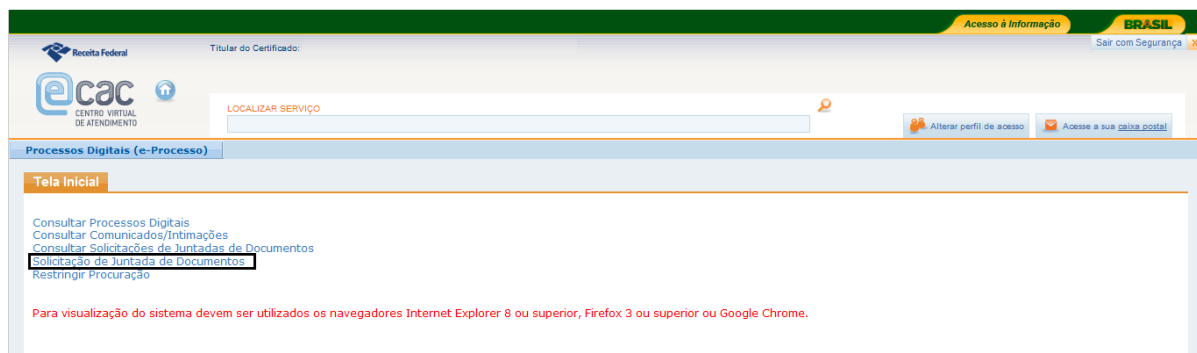 Acesso à Informação
BRASIL
Receita Federal
Titular do Certificado:
Sair com Segurança x
ecac
CENTRO VIRTUAL
DE ATENDIMENTO
LOCALIZAR SERVIÇO
Alterar perfil de acesso
Acesse a sua caixa postal
Processos Digitais (e-Processo)
Tela Inicial
Consultar Processos Digitais
Consultar Comunicados/Intimações
Consultar Solicitações de Juntadas de Documentos
Solicitação de Juntada de Documentos
Restringir Procuração
Para visualização do sistema devem ser utilizados os navegadores Internet Explorer 8 ou superior, Firefox 3 ou superior ou Google Chrome.